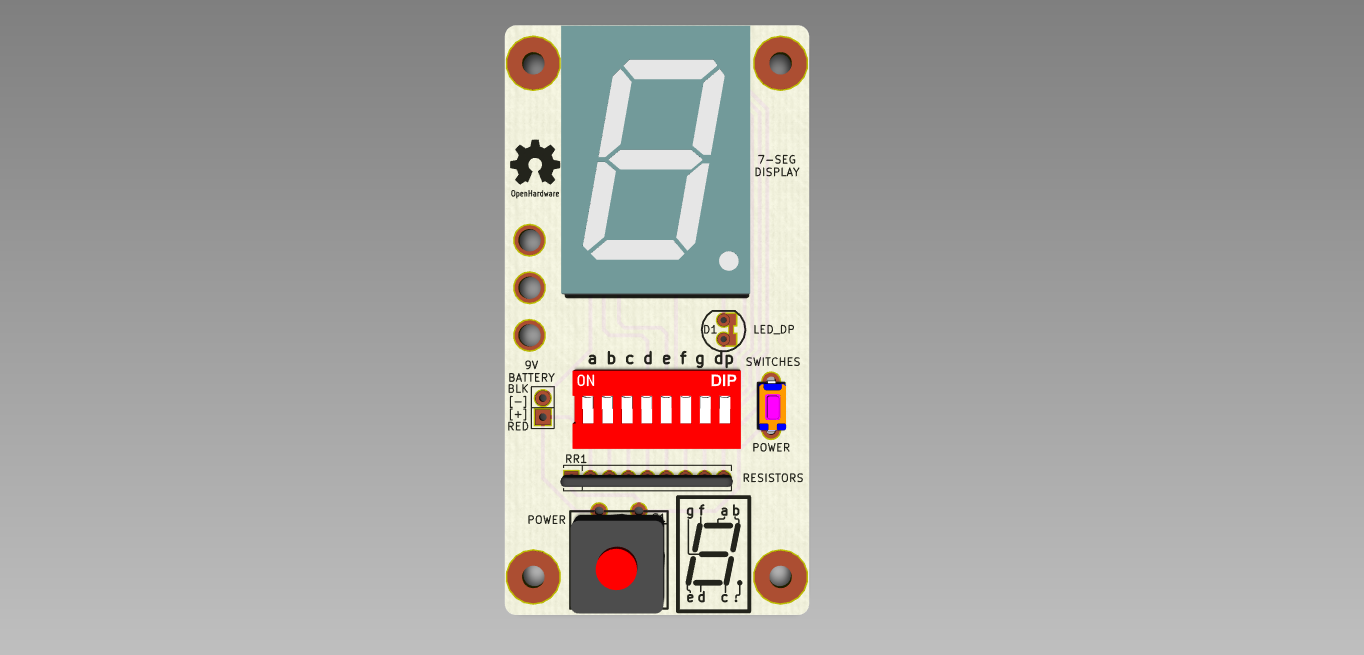 OpenHardware
7-SEG
DISPLAY
D1
LED_DP
9V
BATTERY
BLK
[-]
[+]
RED
a b c d e f g dp
SWITCHES
ON DIP
POWER
RR1
RESISTORS
POWER
g f a b
e d c .